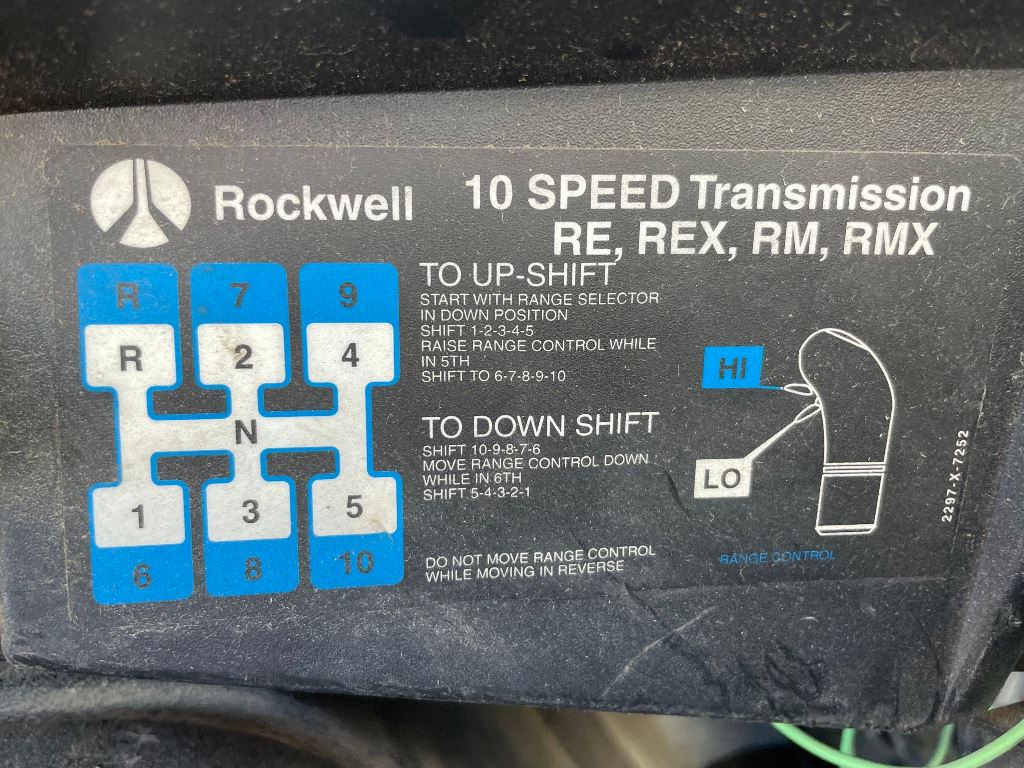 Rockwell
10 SPEED Transmission
RE, REX, RM, RMX
R 7 9
R 2 4
N
1 3 5
6 8 10
TO UP-SHIFT
START WITH RANGE SELECTOR
IN DOWN POSITION
SHIFT 1-2-3-4-5
RAISE RANGE CONTROL WHILE
IN 5TH
SHIFT TO 6-7-8-9-10
TO DOWN SHIFT
SHIFT 10-9-8-7-6
MOVE RANGE CONTROL DOWN
WHILE IN 6TH
SHIFT 5-4-3-2-1
DO NOT MOVE RANGE CONTROL
WHILE MOVING IN REVERSE
HI
LO
RANGE CONTROL
2297-X-7252